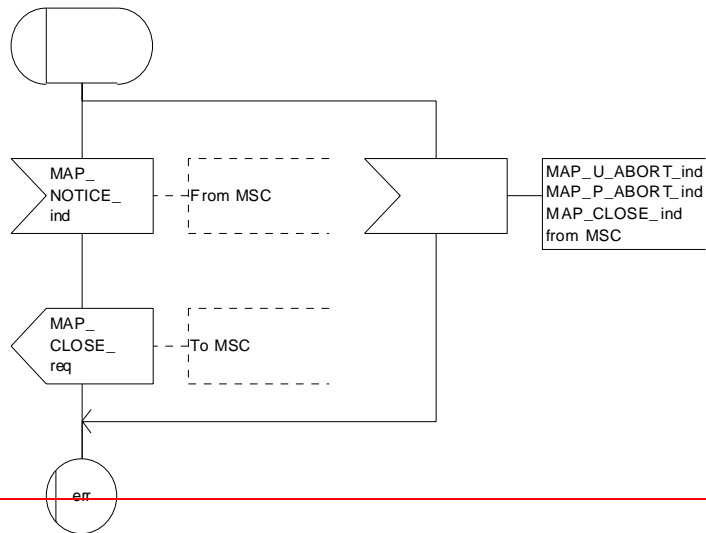 MAP_
NOTICE_
ind
From MSC
MAP_U_ABORT_ind
MAP_P_ABORT_ind
MAP_CLOSE_ind
from MSC
MAP_
CLOSE_
req
To MSC
err